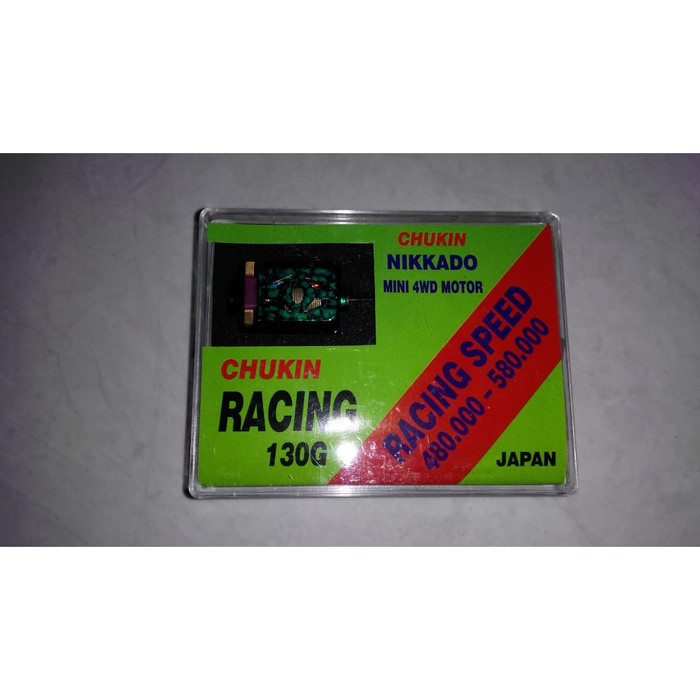 CHUKIN
NIKKADO
MINI 4WD MOTOR
CHUKIN
RACING
130G
RACING SPEED
480.000 - 580.000
JAPAN